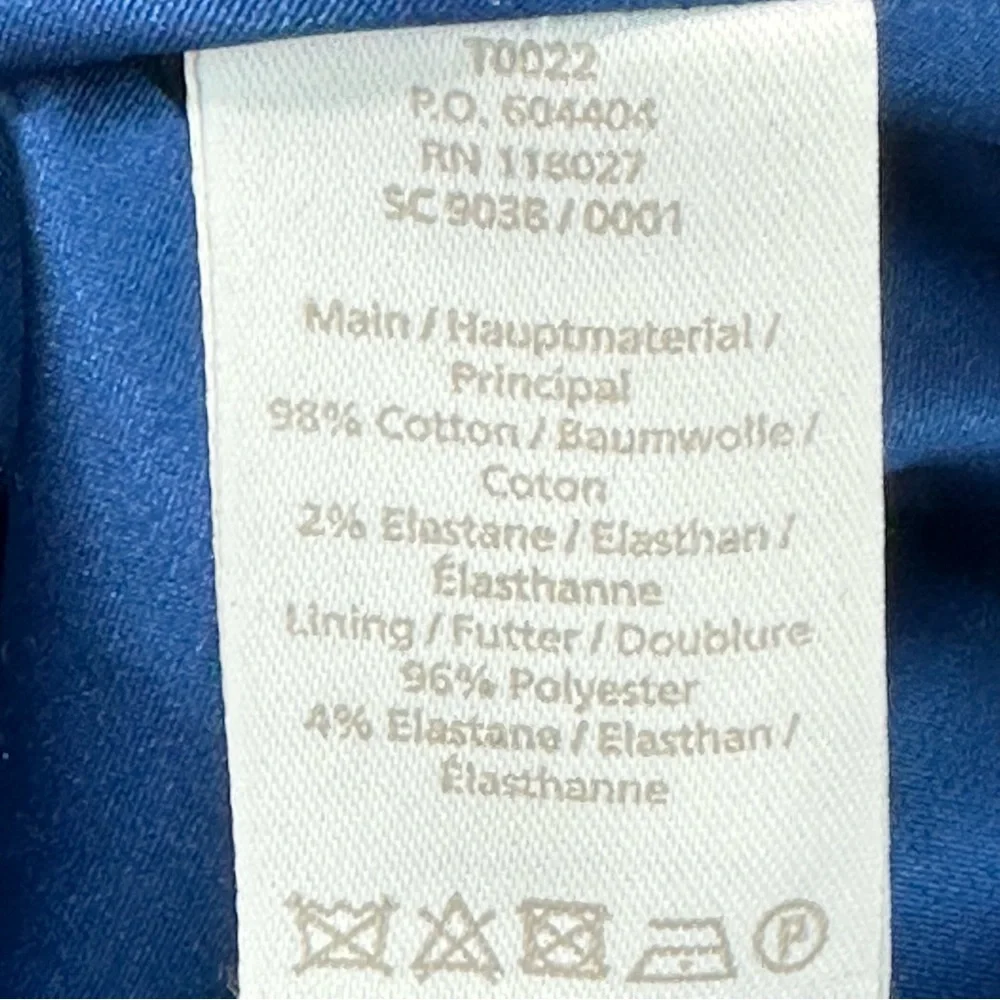 T0022
P.O. 604404
RN 118027
SC 9036 / 0001
Main / Hauptmaterial /
Principal
98% Cotton / Baumwolle /
Coton
2% Elastane / Elasthan /
Élasthanne
Lining / Futter / Doublure
96% Polyester
4% Elastane / Elasthan /
Élasthanne
P